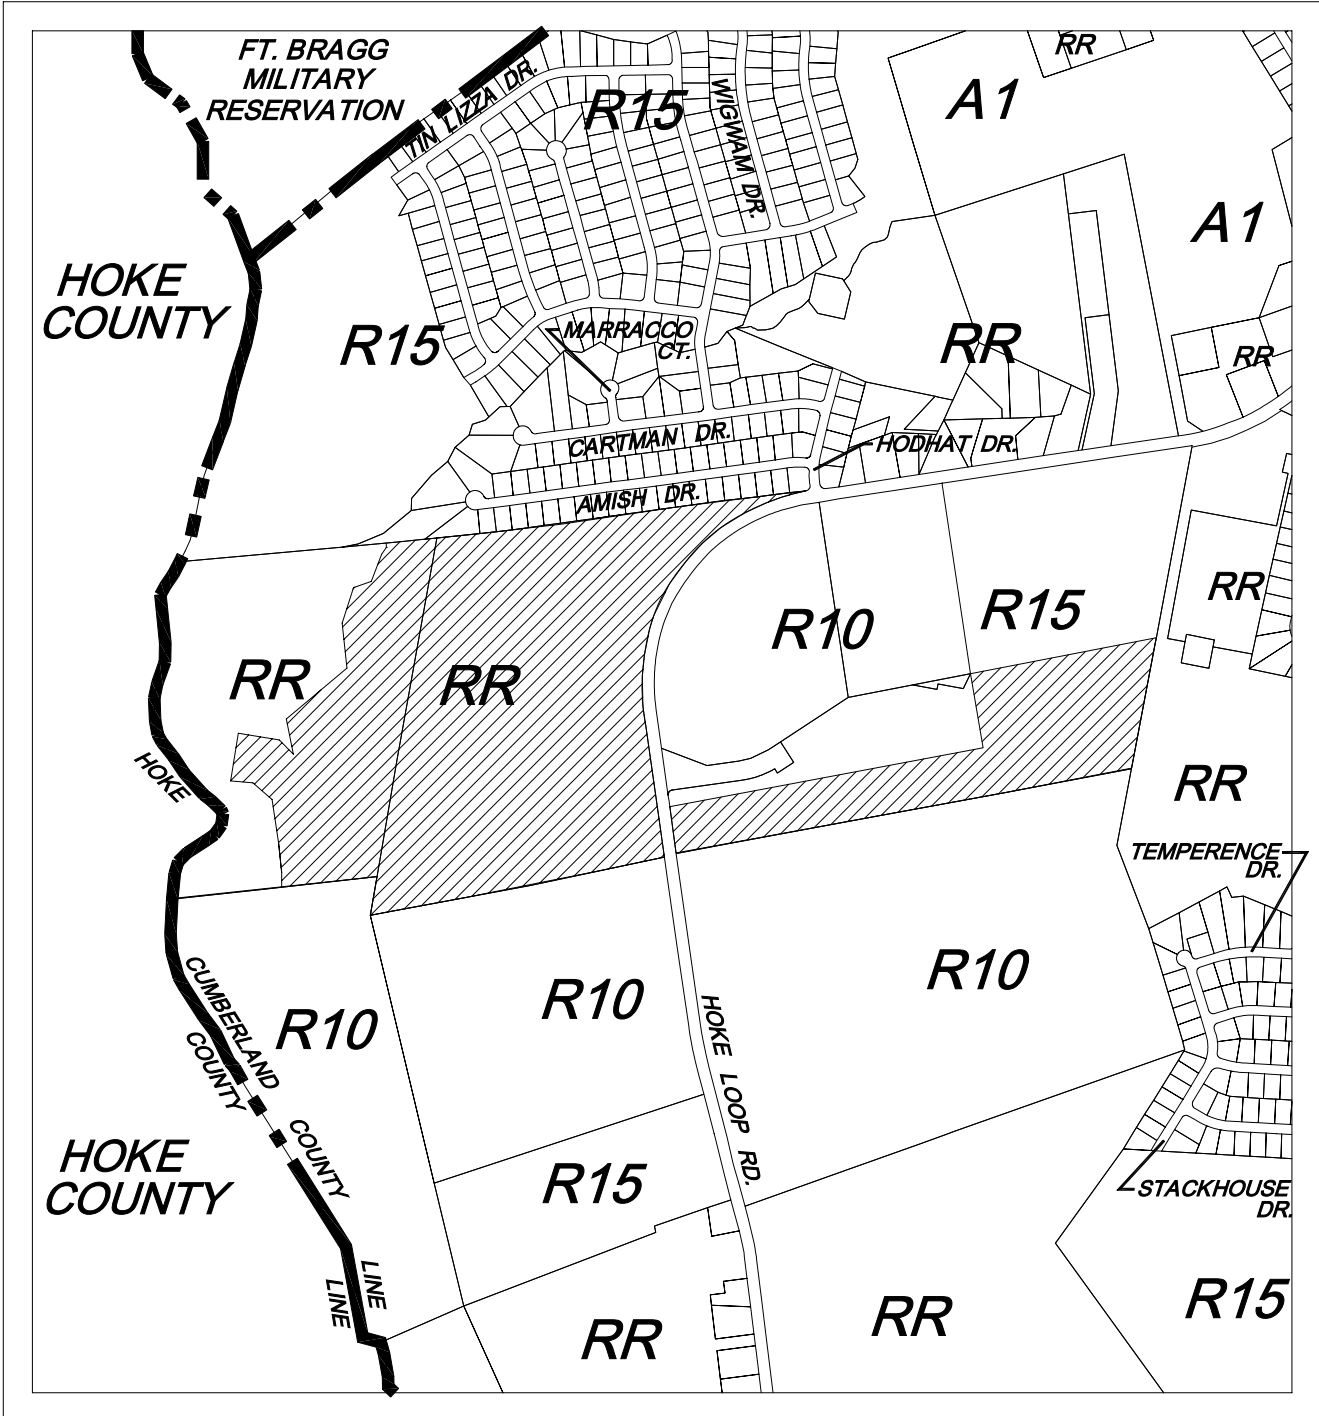 FT. BRAGG
MILITARY
RESERVATION
TIN LIZZA DR.
R15
WIGWAM DR.
RR
A1
A1
HOKE
COUNTY
R15
MARRACCO
CT.
RR
RR
CARTMAN DR.
HODHAT DR.
AMISH DR.
RR
R10
R15
RR
RR
HOKE
RR
TEMPERENCE
DR.
CUMBERLAND
COUNTY
R10
R10
R10
HOKE LOOP RD.
COUNTY
HOKE
COUNTY
R15
STACKHOUSE
DR.
LINE
LINE
RR
RR
R15